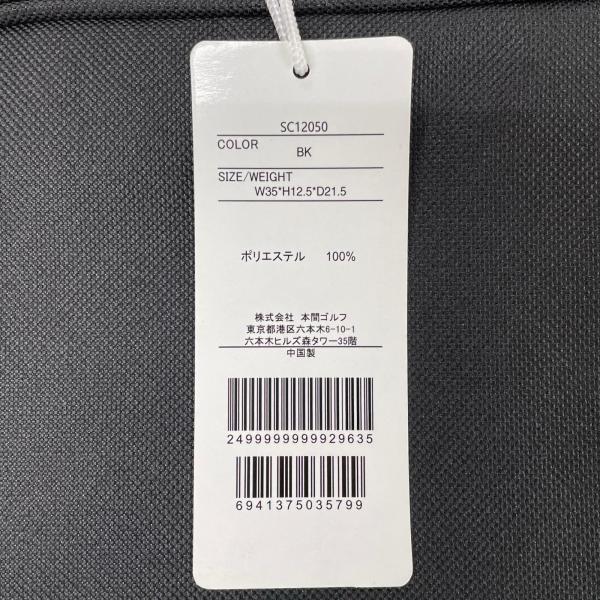 SC12050
COLOR
BK
SIZE/WEIGHT
W35*H12.5*D21.5
ポリエステル 100%
株式会社 本間ゴルフ
東京都港区六本木6-10-1
六本木ヒルズ森タワー35階
中国製
2499999999929635
6941375035799